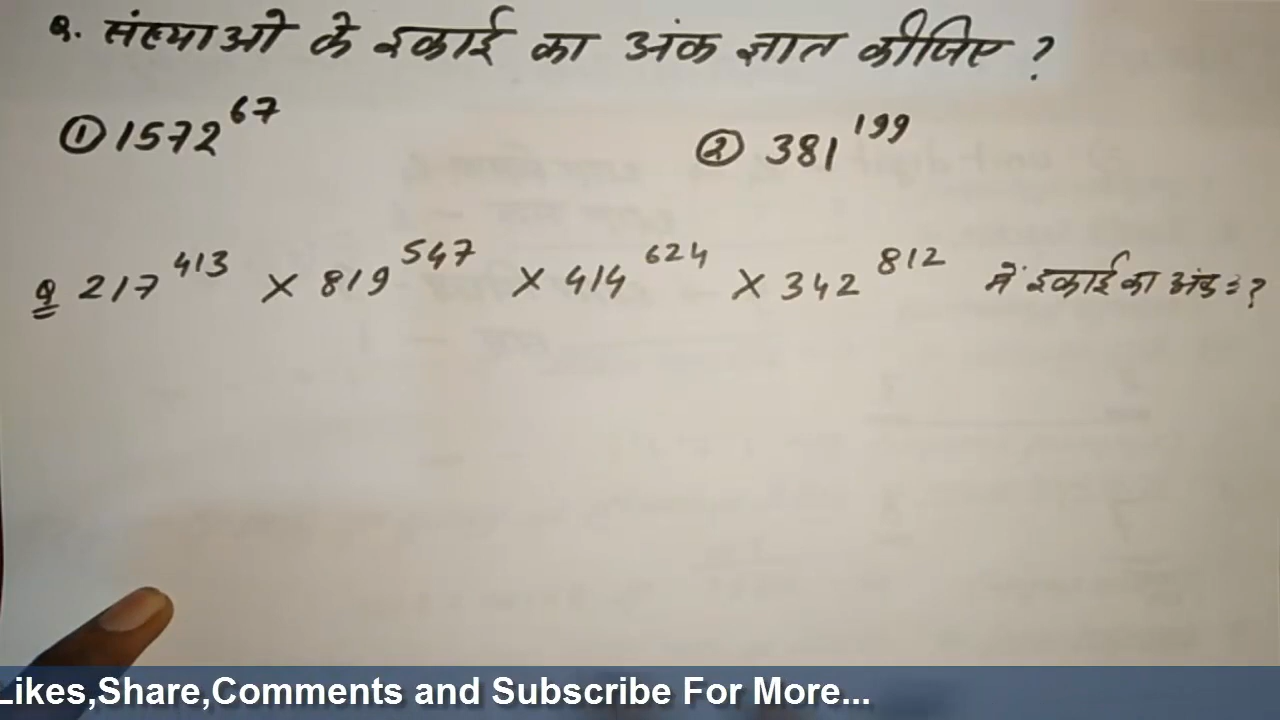 Q. संख्याओ के इकाई का अंक ज्ञात कीजिए ?
① 1572^67 ② 381^199
Q 217^413 × 819^547 × 414^624 × 342^812 में इकाई का अंक = ?
Likes,Share,Comments and Subscribe For More...